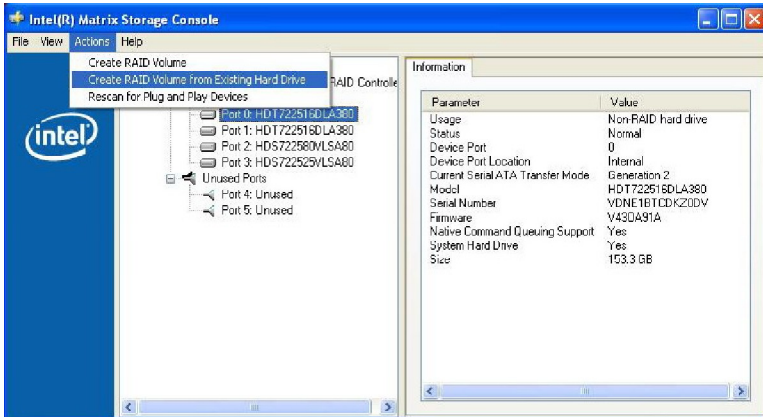 Intel(R) Matrix Storage Console
File View Actions Help
Create RAID Volume
Create RAID Volume from Existing Hard Drive
Rescan for Plug and Play Devices
RAID Controlle
Port 0: HDT722516DLA380
Port 1: HDT722516DLA380
Port 2: HDS722580VLSA80
Port 3: HDS722525VLSA80
Unused Ports
Port 4: Unused
Port 5: Unused
intel
Information
Parameter Value
Usage Non-RAID hard drive
Status Normal
Device Port 0
Device Port Location Internal
Current Serial ATA Transfer Mode Generation 2
Model HDT722516DLA380
Serial Number VDNE1BTCDKZ0DV
Firmware V43OA91A
Native Command Queuing Support Yes
System Hard Drive Yes
Size 153.3 GB